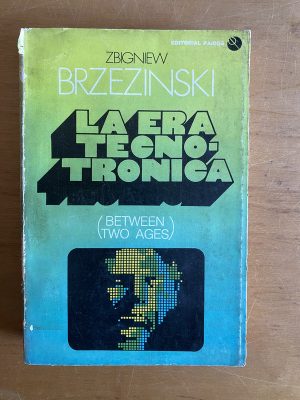 EDITORIAL PAIDOS
ZBIGNIEW
BRZEZINSKI
LA ERA
TECNO-
TRONICA
(BETWEEN
TWO AGES)